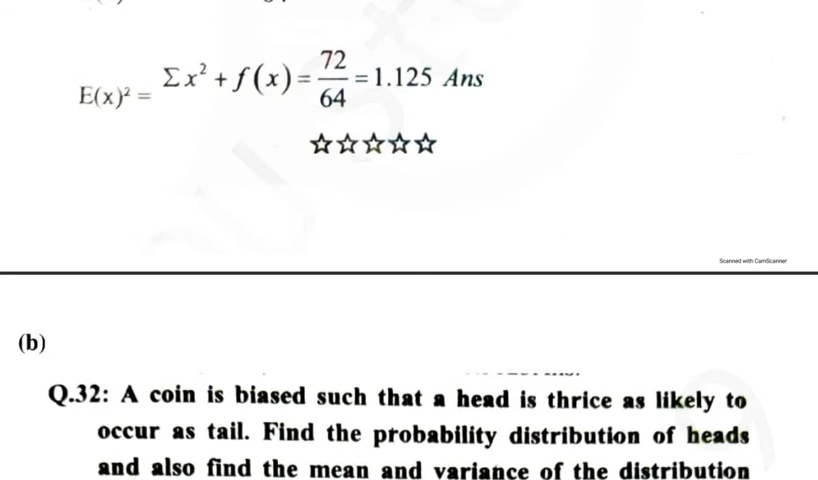 E(x)² = Σx² + f(x) = 72/64 = 1.125 Ans
☆☆☆☆☆
Scanned with CamScanner
(b)
Q.32: A coin is biased such that a head is thrice as likely to
occur as tail. Find the probability distribution of heads
and also find the mean and variance of the distribution